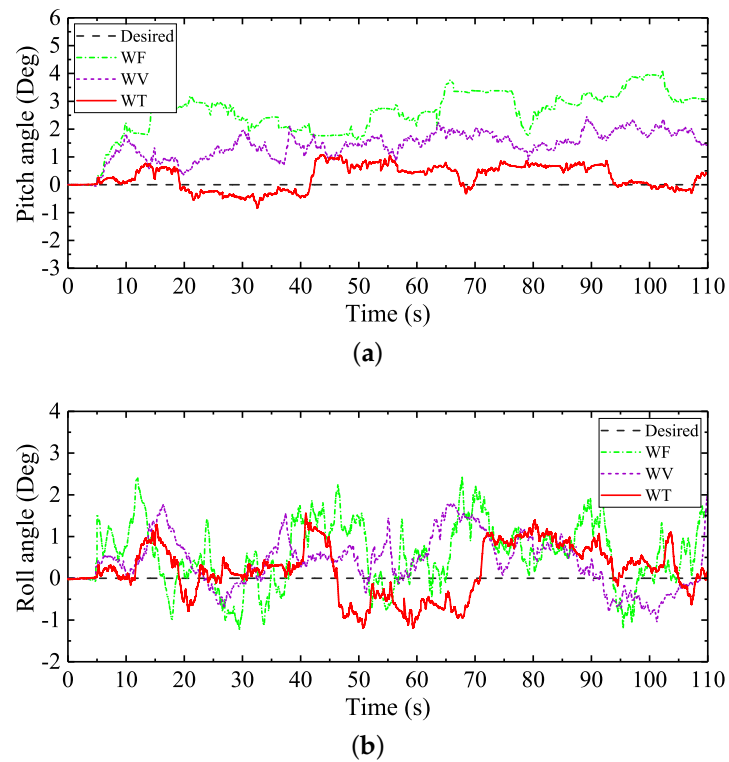 6
5
4
3
2
1
0
-1
-2
-3
Pitch angle (Deg)
Desired
WF
WV
WT
0 10 20 30 40 50 60 70 80 90 100 110
Time (s)
(a)
4
3
2
1
0
-1
-2
Roll angle (Deg)
Desired
WF
WV
WT
0 10 20 30 40 50 60 70 80 90 100 110
Time (s)
(b)